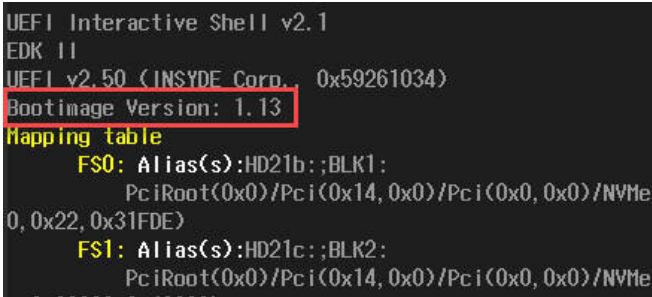 UEFI Interactive Shell v2.1
EDK II
UEFI v2.50 (INSYDE Corp., 0x59261034)
Bootimage Version: 1.13
Mapping table
FS0: Alias(s):HD21b:;BLK1:
PciRoot(0x0)/Pci(0x14,0x0)/Pci(0x0,0x0)/NVMe
0,0x22,0x31FDE)
FS1: Alias(s):HD21c:;BLK2:
PciRoot(0x0)/Pci(0x14,0x0)/Pci(0x0,0x0)/NVMe